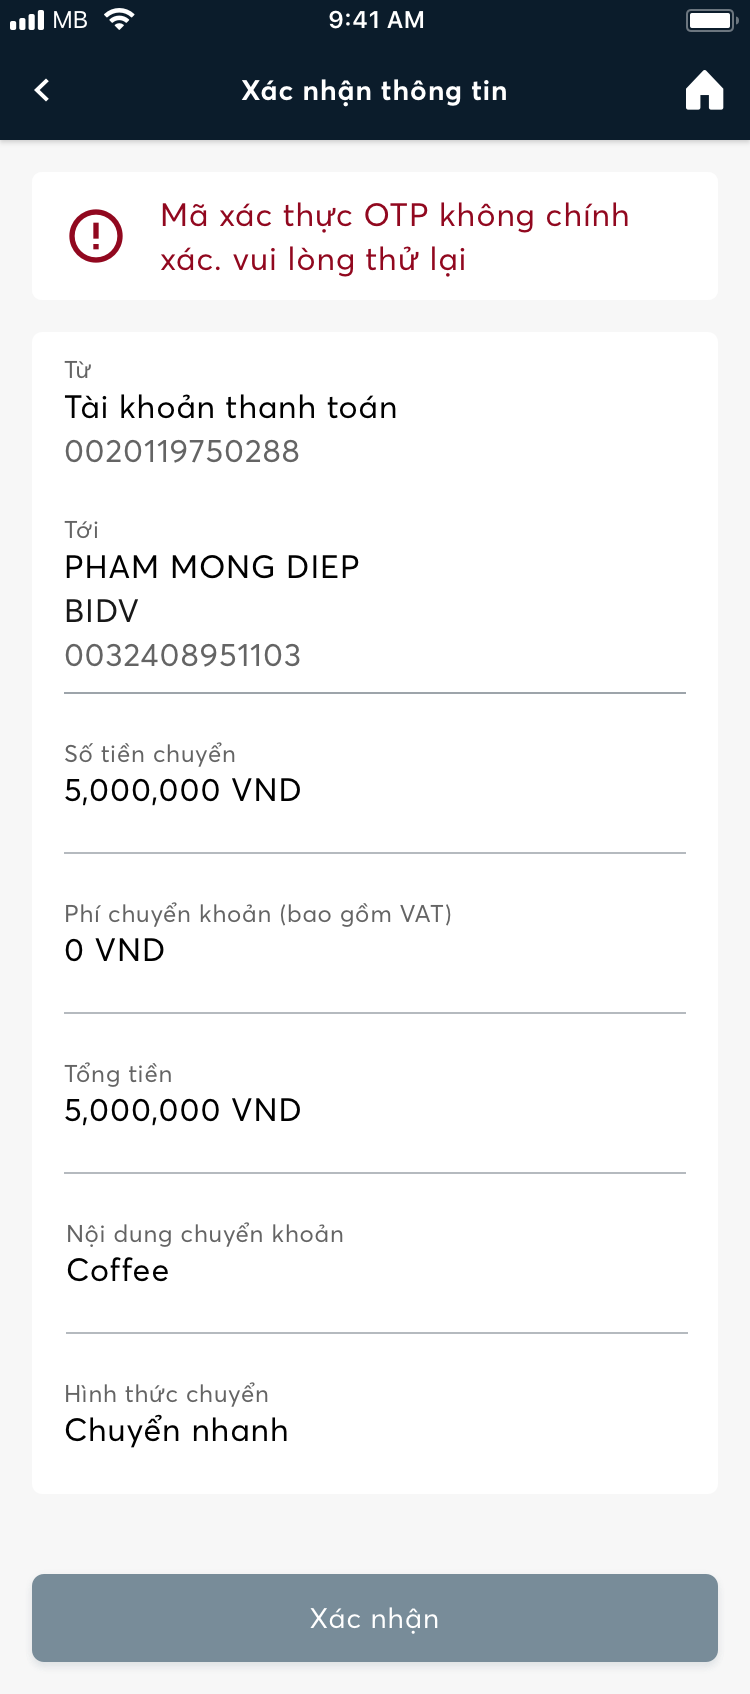 MB
9:41 AM
Xác nhận thông tin
Mã xác thực OTP không chính
xác. vui lòng thử lại
Từ
Tài khoản thanh toán
0020119750288
Tới
PHAM MONG DIEP
BIDV
0032408951103
Số tiền chuyển
5,000,000 VND
Phí chuyển khoản (bao gồm VAT)
0 VND
Tổng tiền
5,000,000 VND
Nội dung chuyển khoản
Coffee
Hình thức chuyển
Chuyển nhanh
Xác nhận